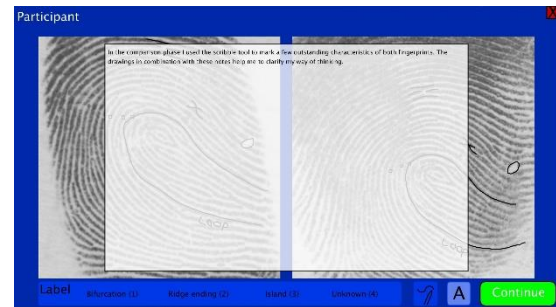 Participant
X
In the comparison phase I used the scribble tool to mark a few outstanding characteristics of both fingerprints. The
drawings in combination with these notes help me to clarify my way of thinking.
Loop
Loop
Label
Bifurcation (1)
Ridge ending (2)
Island (3)
Unknown (4)
A
Continue